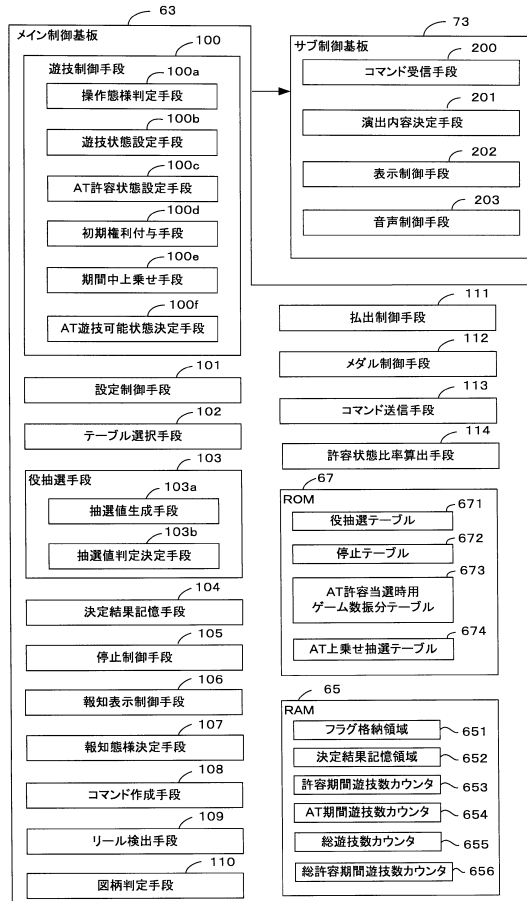 63
メイン制御基板
100
遊技制御手段
100a
操作態様判定手段
100b
遊技状態設定手段
100c
AT許容状態設定手段
100d
初期権利付与手段
100e
期間中上乗せ手段
100f
AT遊技可能状態決定手段
101
設定制御手段
102
テーブル選択手段
103
役抽選手段
103a
抽選値生成手段
103b
抽選値判定決定手段
104
決定結果記憶手段
105
停止制御手段
106
報知表示制御手段
107
報知態様決定手段
108
コマンド作成手段
109
リール検出手段
110
図柄判定手段
73
サブ制御基板
200
コマンド受信手段
201
演出内容決定手段
202
表示制御手段
203
音声制御手段
111
払出制御手段
112
メダル制御手段
113
コマンド送信手段
114
許容状態比率算出手段
67
ROM
671
役抽選テーブル
672
停止テーブル
673
AT許容当選時用
ゲーム数振分テーブル
674
AT上乗せ抽選テーブル
65
RAM
フラグ格納領域
651
決定結果記憶領域
652
許容期間遊技数カウンタ
653
AT期間遊技数カウンタ
654
総遊技数カウンタ
655
総許容期間遊技数カウンタ
656